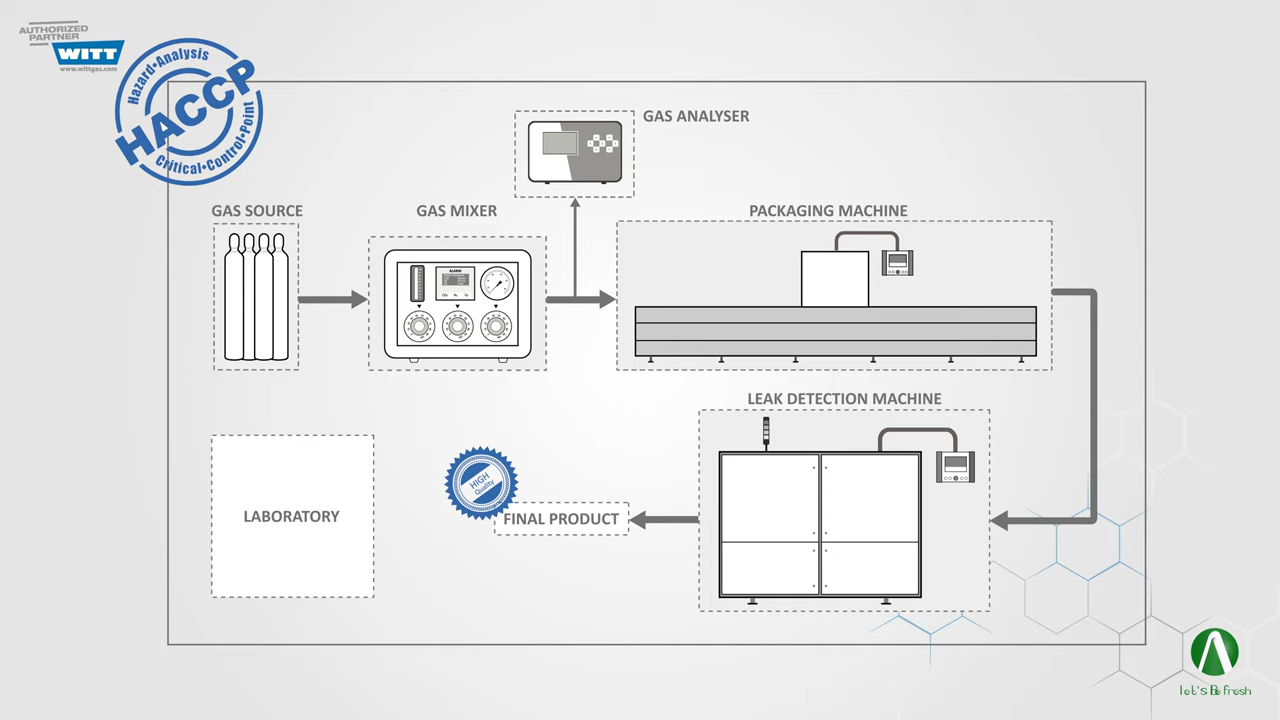 AUTHORIZED
PARTNER
WITT
www.wittgas.com
Hazard•Analysis
HACCP
Critical•Control•Point
GAS ANALYSER
GAS SOURCE
GAS MIXER
PACKAGING MACHINE
ALARM
LEAK DETECTION MACHINE
HIGH
Quality
LABORATORY
FINAL PRODUCT
let's Be fresh